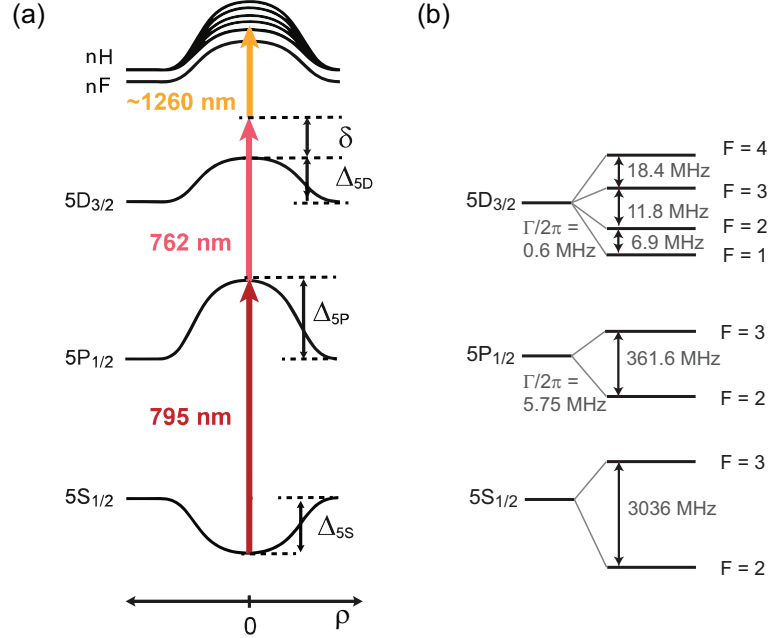 (a)
nH
nF
~1260 nm
δ
Δ5D
5D3/2
762 nm
Δ5P
5P1/2
795 nm
5S1/2
Δ5S
0
ρ
(b)
F = 4
18.4 MHz
F = 3
5D3/2
11.8 MHz
F = 2
Γ/2π =
0.6 MHz
6.9 MHz
F = 1
F = 3
5P1/2
361.6 MHz
Γ/2π =
5.75 MHz
F = 2
F = 3
5S1/2
3036 MHz
F = 2